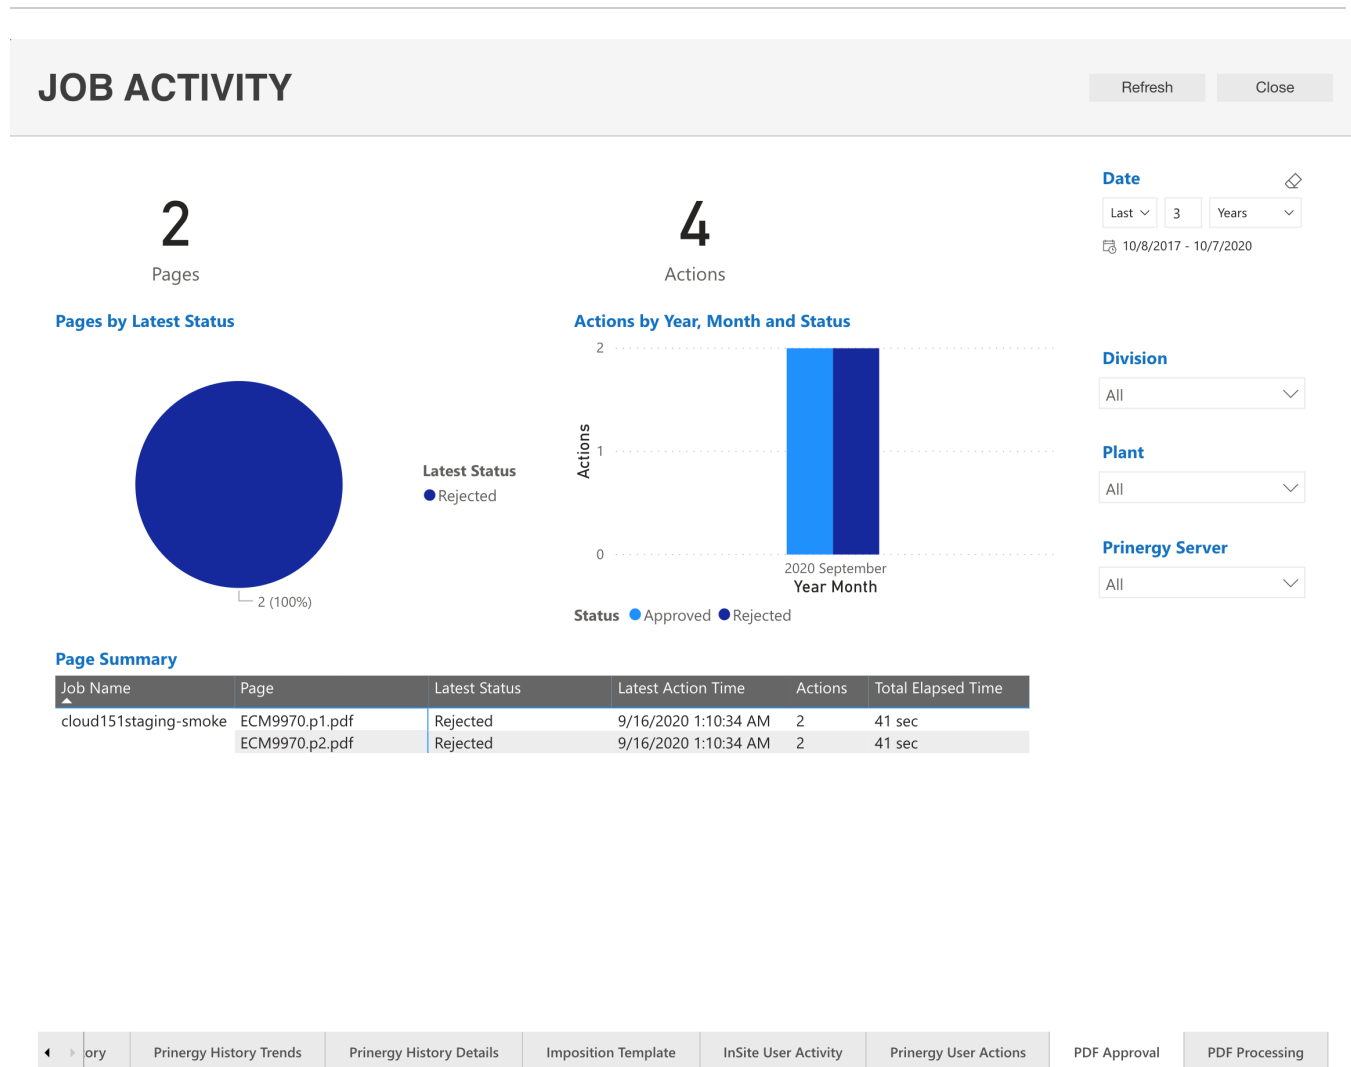 JOB ACTIVITY
Refresh
Close
2
Pages
4
Actions
Date
Last
3
Years
10/8/2017 - 10/7/2020
Pages by Latest Status
Latest Status
Rejected
2 (100%)
Actions by Year, Month and Status
2
1
0
Actions
2020 September
Year Month
Status Approved Rejected
Division
All
Plant
All
Prinergy Server
All
Page Summary
Job Name Page Latest Status Latest Action Time Actions Total Elapsed Time
cloud151staging-smoke ECM9970.p1.pdf Rejected 9/16/2020 1:10:34 AM 2 41 sec
ECM9970.p2.pdf Rejected 9/16/2020 1:10:34 AM 2 41 sec
ory Prinergy History Trends Prinergy History Details Imposition Template InSite User Activity Prinergy User Actions PDF Approval PDF Processing